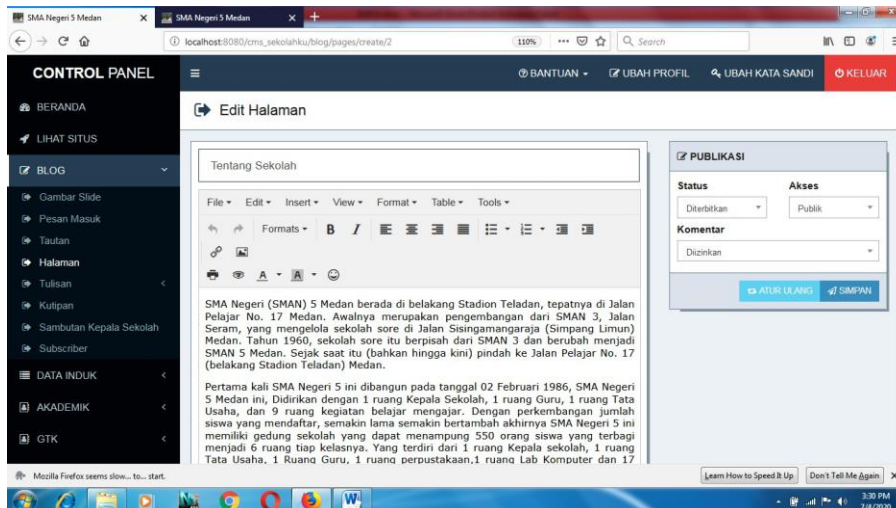 SMA Negeri 5 Medan
SMA Negeri 5 Medan
localhost:8080/cms_sekolahku/blog/pages/create/2
110%
Search
CONTROL PANEL
BANTUAN
UBAH PROFIL
UBAH KATA SANDI
KELUAR
BERANDA
LIHAT SITUS
BLOG
Gambar Slide
Pesan Masuk
Tautan
Halaman
Tulisan
Kutipan
Sambutan Kepala Sekolah
Subscriber
DATA INDUK
AKADEMIK
GTK
Edit Halaman
Tentang Sekolah
File Edit Insert View Format Table Tools
Formats B I
A A
SMA Negeri (SMAN) 5 Medan berada di belakang Stadion Teladan, tepatnya di Jalan
Pelajar No. 17 Medan. Awalnya merupakan pengembangan dari SMAN 3, Jalan
Seram, yang mengelola sekolah sore di Jalan Sisingamangaraja (Simpang Limun)
Medan. Tahun 1960, sekolah sore itu berpisah dari SMAN 3 dan berubah menjadi
SMAN 5 Medan. Sejak saat itu (bahkan hingga kini) pindah ke Jalan Pelajar No. 17
(belakang Stadion Teladan) Medan.
Pertama kali SMA Negeri 5 ini dibangun pada tanggal 02 Februari 1986, SMA Negeri
5 Medan ini, Didirikan dengan 1 ruang Kepala Sekolah, 1 ruang Guru, 1 ruang Tata
Usaha, dan 9 ruang kegiatan belajar mengajar. Dengan perkembangan jumlah
siswa yang mendaftar, semakin lama semakin bertambah akhirnya SMA Negeri 5 ini
memiliki gedung sekolah yang dapat menampung 550 orang siswa yang terbagi
menjadi 6 ruang tiap kelasnya. Yang terdiri dari 1 ruang Kepala sekolah, 1 ruang
Tata Usaha, 1 Ruang Guru, 1 ruang perpustakaan,1 ruang Lab Komputer dan 17
PUBLIKASI
Status Akses
Diterbitkan Publik
Komentar
Diizinkan
ATUR ULANG SIMPAN
Mozilla Firefox seems slow... to... start.
Learn How to Speed It Up
Don't Tell Me Again
3:30 PM
7/4/2020